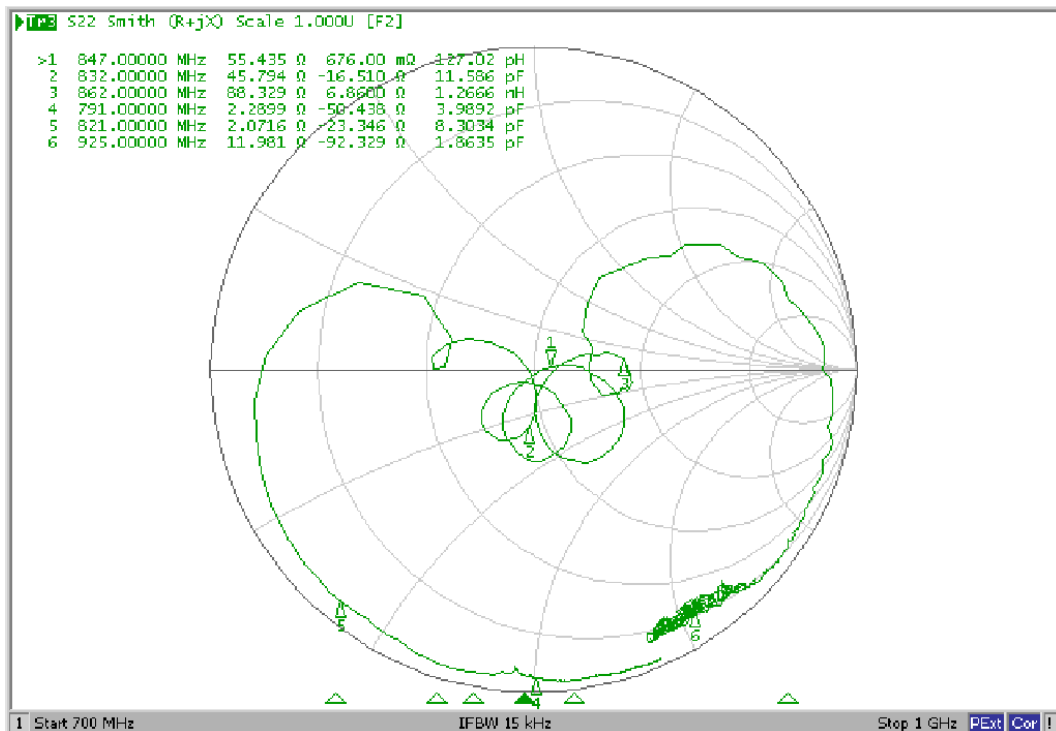 Tr3 S22 Smith (R+jX) Scale 1.000U [F2]
>1 847.00000 MHz 55.435 Ω 676.00 mΩ 127.02 pH
2 832.00000 MHz 45.794 Ω -16.510 Ω 11.586 pF
3 862.00000 MHz 88.329 Ω 6.8600 Ω 1.2666 nH
4 791.00000 MHz 2.2899 Ω -50.438 Ω 3.9892 pF
5 821.00000 MHz 2.0716 Ω -23.346 Ω 8.3034 pF
6 925.00000 MHz 11.981 Ω -92.329 Ω 1.8635 pF
1
3
2
5
6
4
1 Start 700 MHz IFBW 15 kHz Stop 1 GHz PExt Cor !